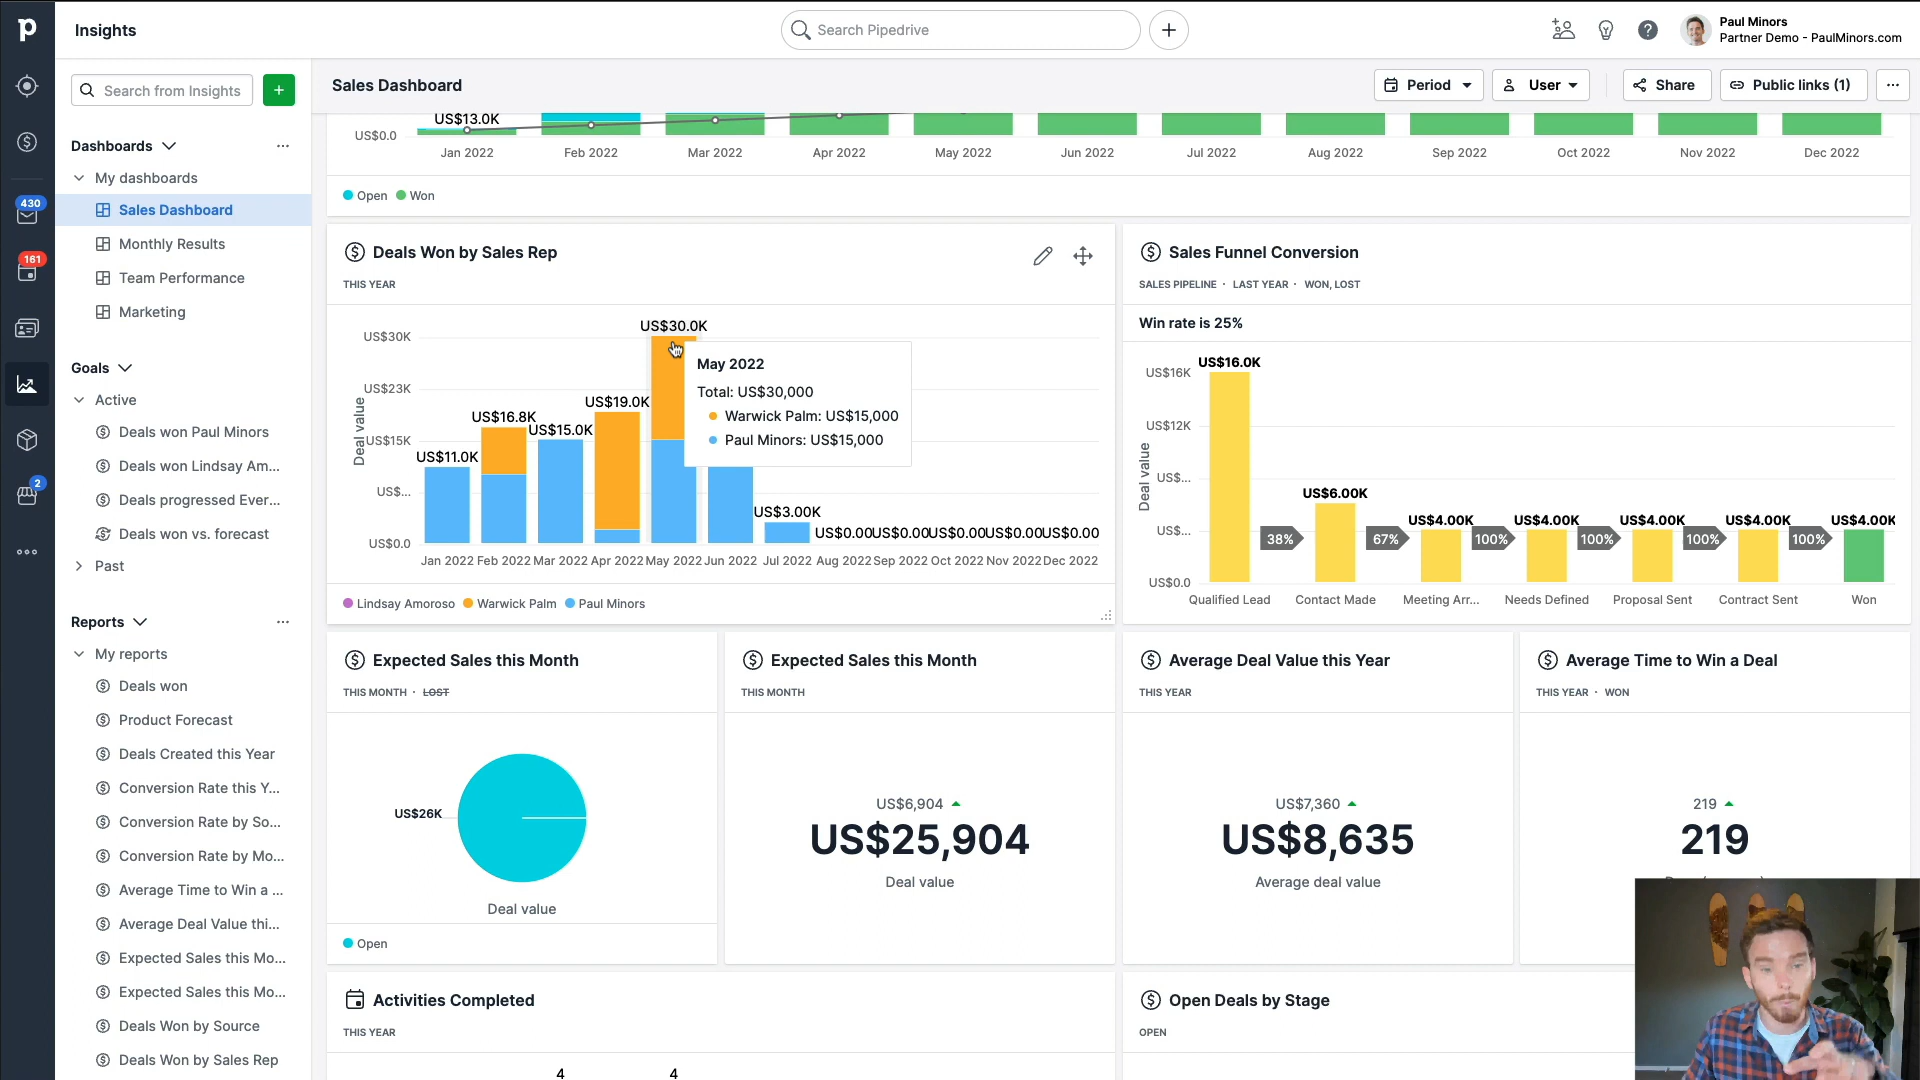 p
Insights
Search Pipedrive
Paul Minors
Partner Demo - PaulMinors.com
Search from Insights
Sales Dashboard
Period
User
Share
Public links (1)
430
161
2
Dashboards
My dashboards
Sales Dashboard
Monthly Results
Team Performance
Marketing
Goals
Active
Deals won Paul Minors
Deals won Lindsay Am...
Deals progressed Ever...
Deals won vs. forecast
Past
Reports
My reports
Deals won
Product Forecast
Deals Created this Year
Conversion Rate this Y...
Conversion Rate by So...
Conversion Rate by Mo...
Average Time to Win a ...
Average Deal Value thi...
Expected Sales this Mo...
Expected Sales this Mo...
Deals Won by Source
Deals Won by Sales Rep
US$13.0K
US$0.0
Jan 2022 Feb 2022 Mar 2022 Apr 2022 May 2022 Jun 2022 Jul 2022 Aug 2022 Sep 2022 Oct 2022 Nov 2022 Dec 2022
Open Won
Deals Won by Sales Rep
THIS YEAR
US$30.0K
US$30K
US$23K
US$15K
US$...
US$0.0
Deal value
US$11.0K
US$16.8K
US$15.0K
US$19.0K
May 2022
Total: US$30,000
Warwick Palm: US$15,000
Paul Minors: US$15,000
US$3.00K
US$0.00US$0.00US$0.00US$0.00US$0.00
Jan 2022 Feb 2022 Mar 2022 Apr 2022 May 2022 Jun 2022 Jul 2022 Aug 2022 Sep 2022 Oct 2022 Nov 2022 Dec 2022
Lindsay Amoroso Warwick Palm Paul Minors
Sales Funnel Conversion
SALES PIPELINE · LAST YEAR · WON, LOST
Win rate is 25%
US$16.0K
US$16K
US$12K
US$...
US$...
US$0.0
Deal value
US$6.00K
US$4.00K US$4.00K US$4.00K US$4.00K US$4.00K
38% 67% 100% 100% 100% 100%
Qualified Lead Contact Made Meeting Arr... Needs Defined Proposal Sent Contract Sent Won
Expected Sales this Month
THIS MONTH · LOST
US$26K
Deal value
Open
Expected Sales this Month
THIS MONTH
US$6,904
US$25,904
Deal value
Average Deal Value this Year
THIS YEAR
US$7,360
US$8,635
Average deal value
Average Time to Win a Deal
THIS YEAR · WON
219
219
Activities Completed
THIS YEAR
4 4
Open Deals by Stage
OPEN